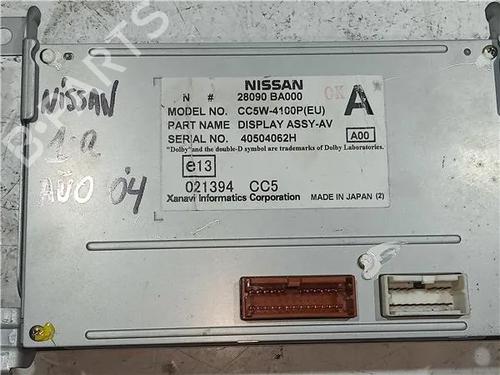 NISSAN
N # 28090 BA000
OK
A
MODEL NO. CC5W-4100P(EU)
PART NAME DISPLAY ASSY-AV
SERIAL NO. 40504062H
A00
"Dolby" and the double-D symbol are trademarks of Dolby Laboratories.
e13
021394 CC5
Xanavi Informatics Corporation MADE IN JAPAN (2)
NISSAN
AÑO 04
B-PARTS